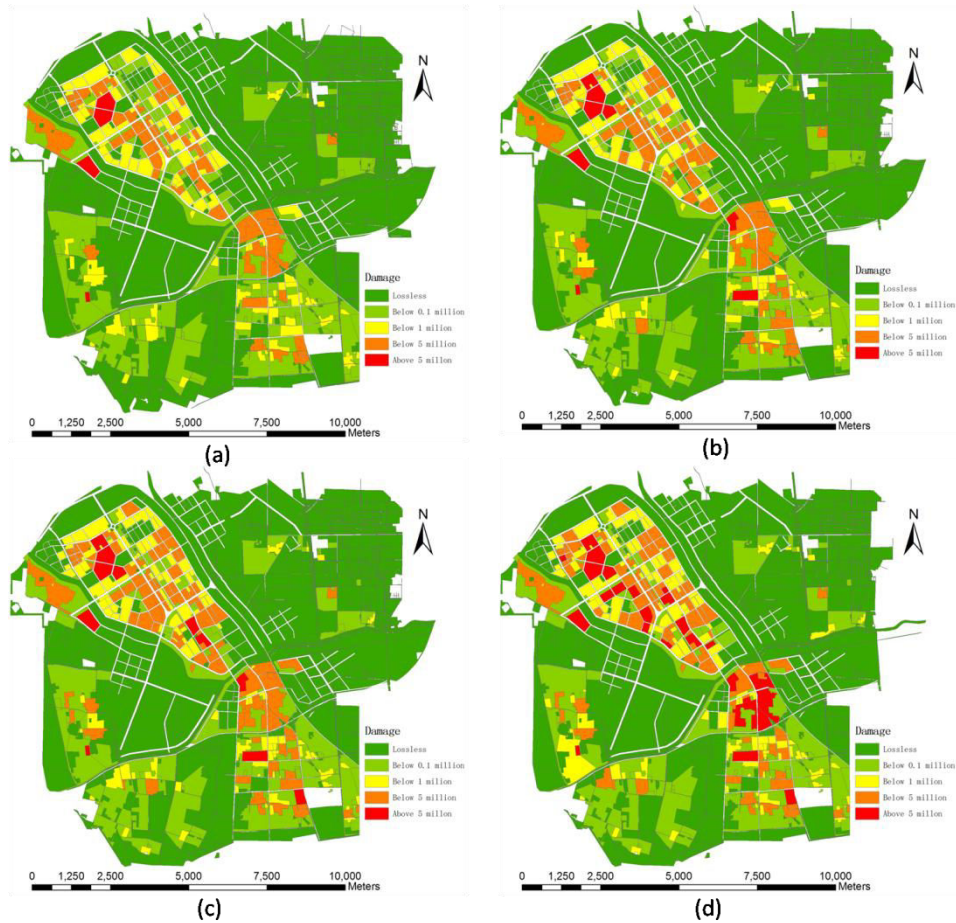 N
Damage
Lossless
Below 0.1 million
Below 1 milion
Below 5 million
Above 5 millon
0 1,250 2,500 5,000 7,500 10,000
Meters
(a)
N
Damage
Lossless
Below 0.1 million
Below 1 milion
Below 5 million
Above 5 millon
0 1,250 2,500 5,000 7,500 10,000
Meters
(b)
N
Damage
Lossless
Below 0.1 million
Below 1 milion
Below 5 million
Above 5 millon
0 1,250 2,500 5,000 7,500 10,000
Meters
(c)
N
Damage
Lossless
Below 0.1 million
Below 1 milion
Below 5 million
Above 5 millon
0 1,250 2,500 5,000 7,500 10,000
Meters
(d)